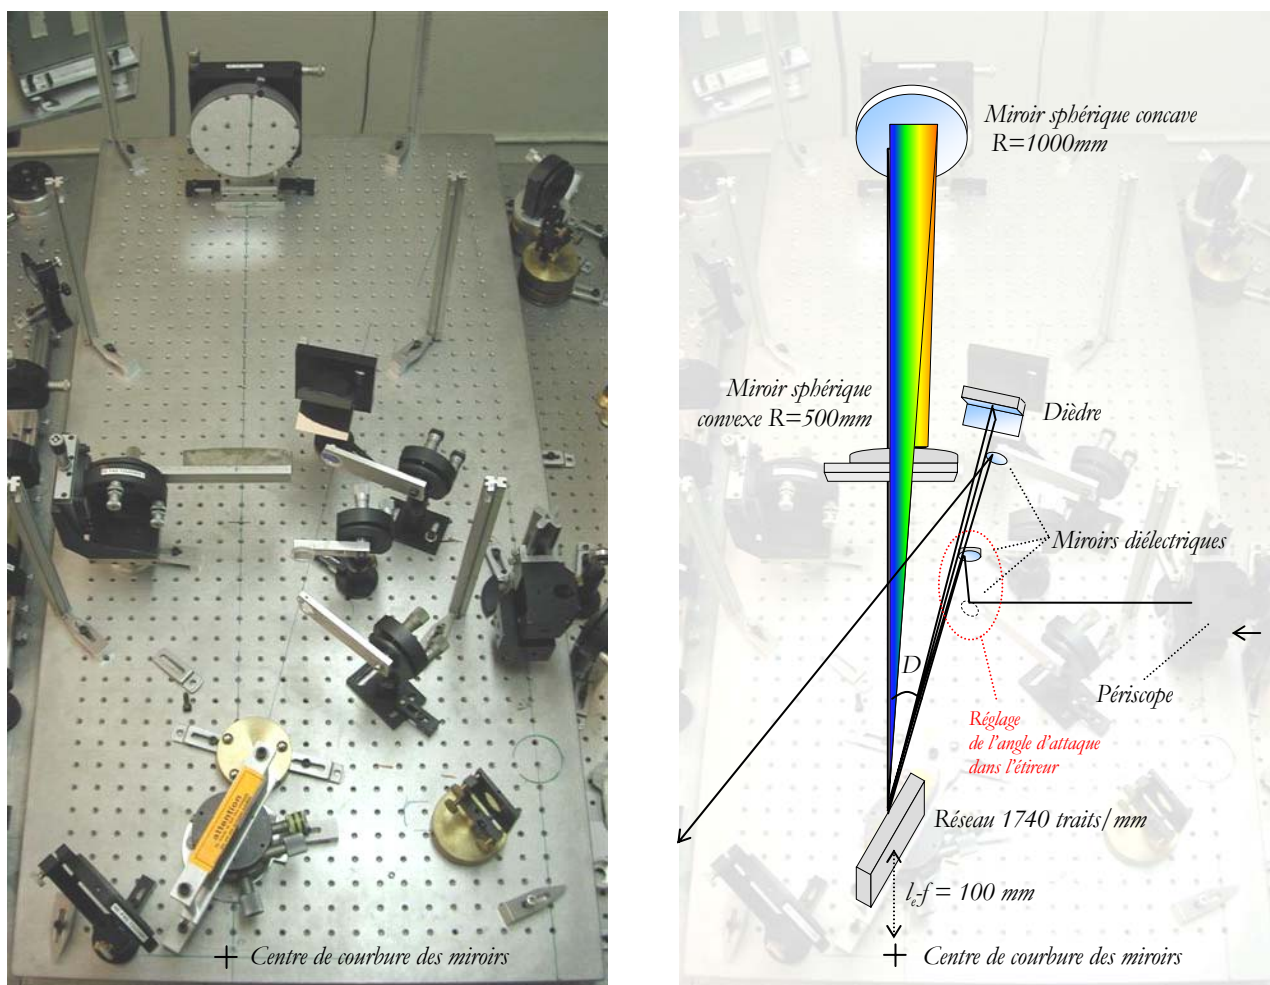 Miroir sphérique concave
R=1000mm
Miroir sphérique
convexe R=500mm
Dièdre
Miroirs diélectriques
D
Périscope
Réglage
de l'angle d'attaque
dans l'étireur
Réseau 1740 traits/mm
attention
lₑ-f = 100 mm
Centre de courbure des miroirs
Centre de courbure des miroirs